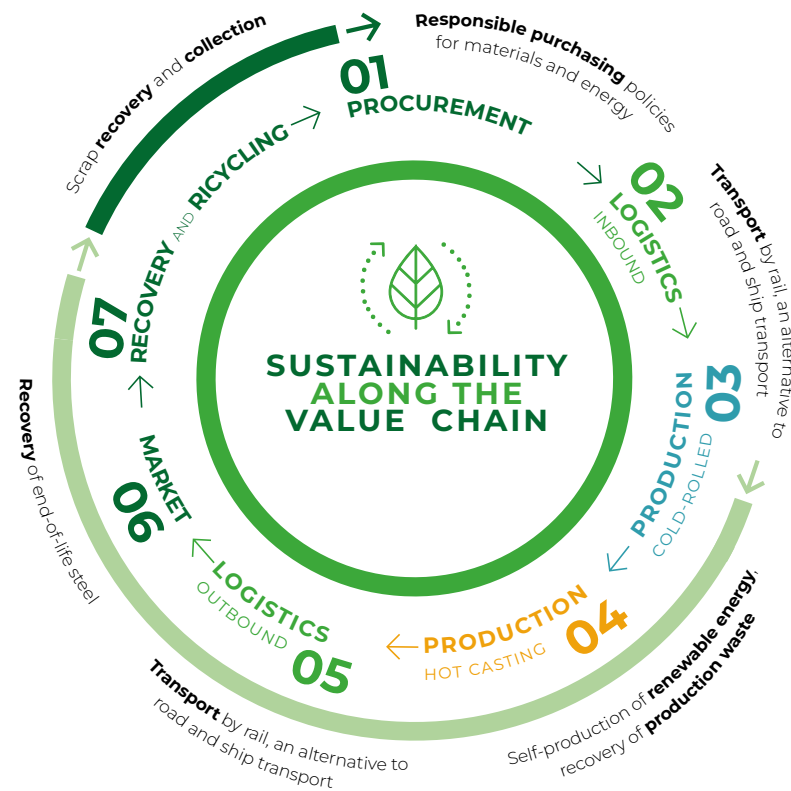 SUSTAINABILITY
ALONG THE
VALUE CHAIN
01
PROCUREMENT
Responsible purchasing policies
for materials and energy
02
LOGISTICS
INBOUND
Transport by rail, an alternative to
road and ship transport
03
PRODUCTION
COLD-ROLLED
04
PRODUCTION
HOT CASTING
Self-production of renewable energy,
recovery of production waste
05
LOGISTICS
OUTBOUND
Transport by rail, an alternative to
road and ship transport
06
MARKET
Recovery of end-of-life steel
07
RECOVERY AND RICYCLING
Scrap recovery and collection